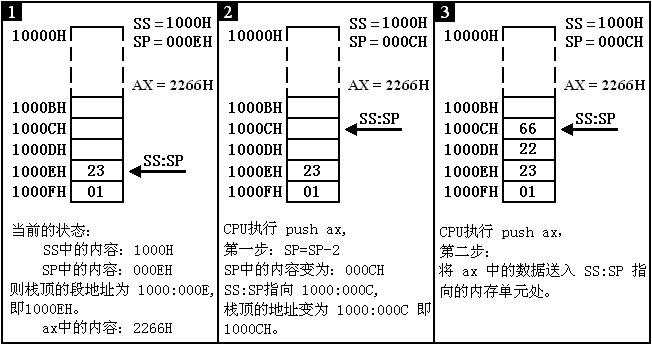 1
SS=1000H
10000H
SP=000EH
AX=2266H
1000BH
1000CH
1000DH
SS:SP
1000EH 23
1000FH 01
当前的状态:
SS中的内容: 1000H
SP中的内容: 000EH
则栈顶的段地址为 1000:000E,
即1000EH。
ax中的内容: 2266H
2
SS=1000H
10000H
SP=000CH
AX=2266H
1000BH
1000CH
SS:SP
1000DH
1000EH 23
1000FH 01
CPU执行 push ax,
第一步: SP=SP-2
SP中的内容变为: 000CH
SS:SP指向 1000:000C,
栈顶的地址变为 1000:000C 即
1000CH。
3
SS=1000H
10000H
SP=000CH
AX=2266H
1000BH
1000CH 66
SS:SP
1000DH 22
1000EH 23
1000FH 01
CPU执行 push ax,
第二步:
将 ax 中的数据送入 SS:SP 指
向的内存单元处。